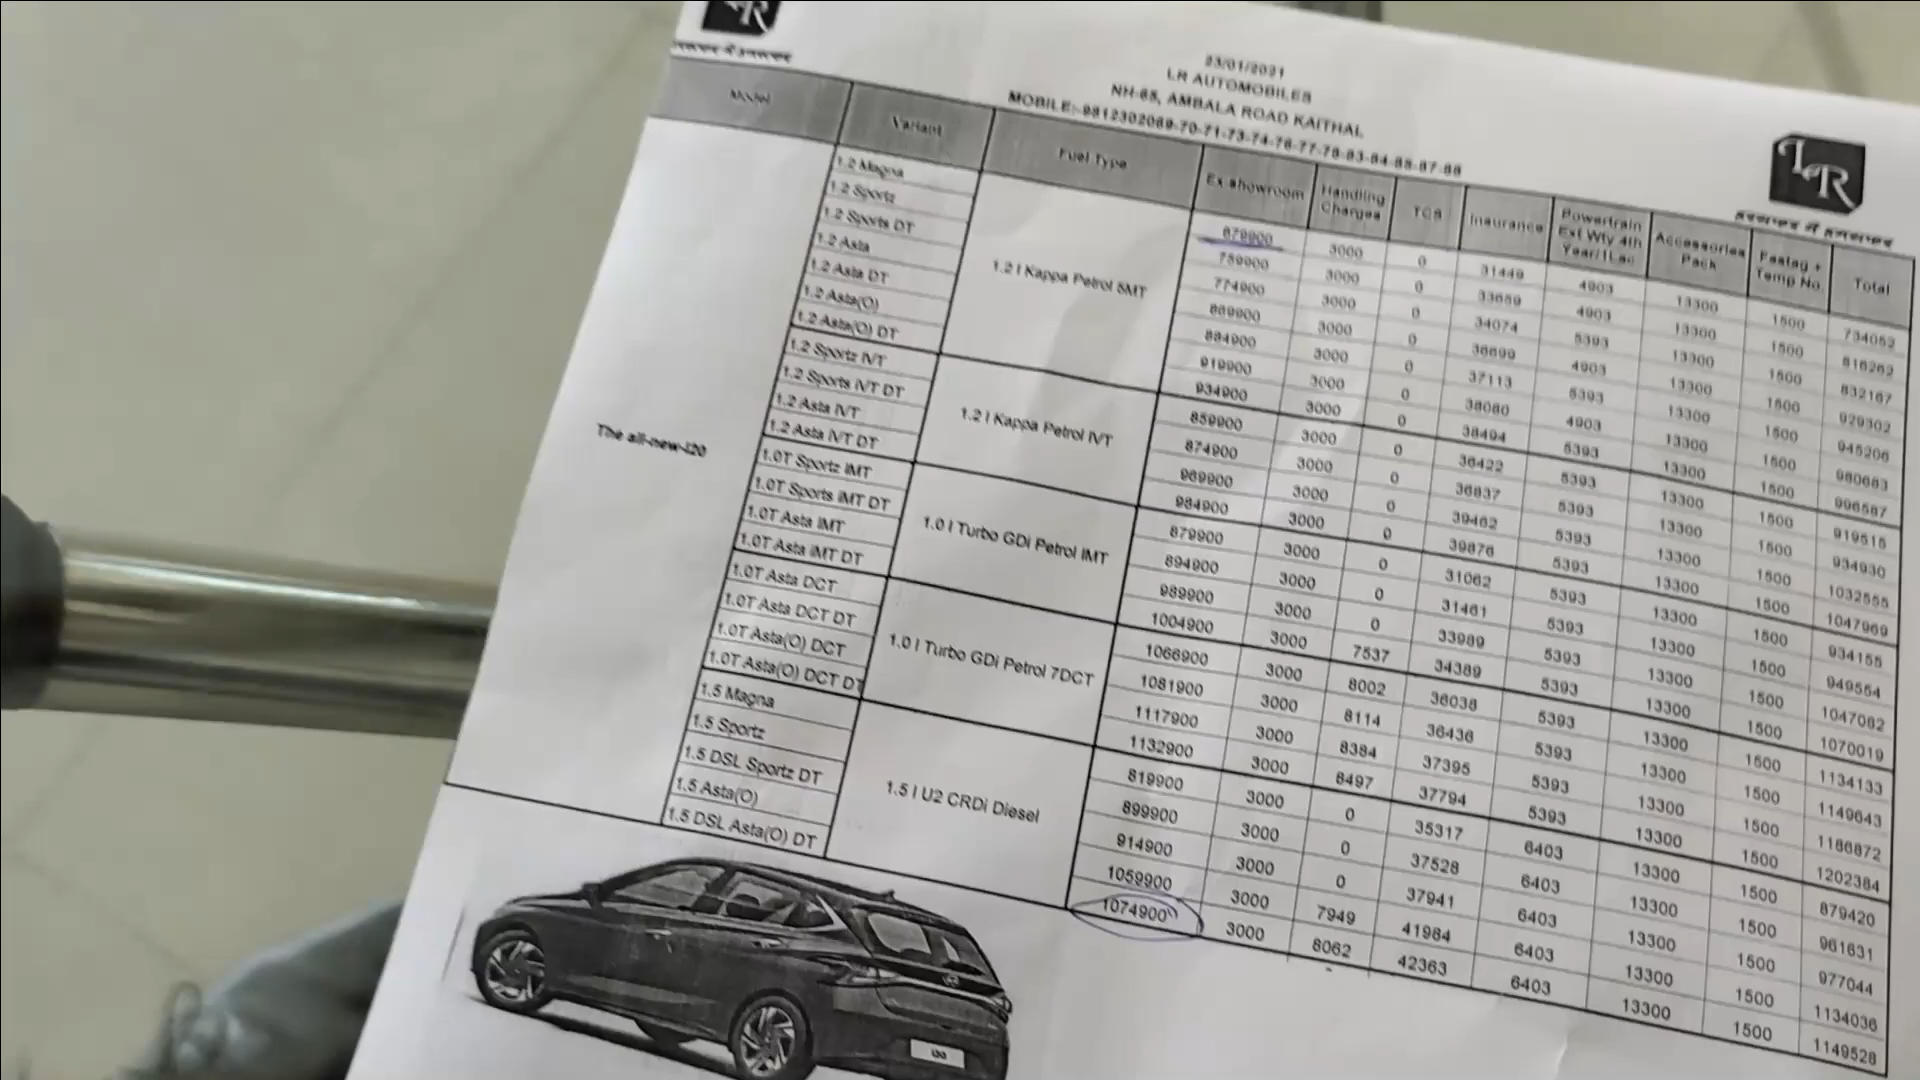 LR
23/01/2021
LR AUTOMOBILES
NH-65, AMBALA ROAD KAITHAL
MOBILE:-9812302069-70-71-73-74-76-77-78-83-84-85-87-88
LR
Model Variant Fuel Type Ex showroom Handling Charges TCS Insurance Powertrain Ext Wty 4th Year/1Lac Accessories Pack Fastag + Temp No. Total
The all-new-i20
1.2 l Kappa Petrol 5MT
1.2 Magna 679900 3000 0 31449 4903 13300 1500 734052
1.2 Sportz 759900 3000 0 33659 4903 13300 1500 816262
1.2 Sports DT 774900 3000 0 34074 5393 13300 1500 832167
1.2 Asta 869900 3000 0 36699 4903 13300 1500 929302
1.2 Asta DT 884900 3000 0 37113 5393 13300 1500 945206
1.2 Asta(O) 919900 3000 0 38080 4903 13300 1500 980683
1.2 Asta(O) DT 934900 3000 0 38494 5393 13300 1500 996587
1.2 l Kappa Petrol IVT
1.2 Sportz IVT 859900 3000 0 36422 5393 13300 1500 919515
1.2 Sports IVT DT 874900 3000 0 36837 5393 13300 1500 934930
1.2 Asta IVT 969900 3000 0 39462 5393 13300 1500 1032555
1.2 Asta IVT DT 984900 3000 0 39876 5393 13300 1500 1047969
1.0 l Turbo GDi Petrol IMT
1.0T Sportz IMT 879900 3000 0 31062 5393 13300 1500 934155
1.0T Sports IMT DT 894900 3000 0 31461 5393 13300 1500 949554
1.0T Asta IMT 989900 3000 0 33989 5393 13300 1500 1047082
1.0T Asta IMT DT 1004900 3000 7537 34389 5393 13300 1500 1070019
1.0 l Turbo GDi Petrol 7DCT
1.0T Asta DCT 1066900 3000 8002 36038 5393 13300 1500 1134133
1.0T Asta DCT DT 1081900 3000 8114 36436 5393 13300 1500 1149643
1.0T Asta(O) DCT 1117900 3000 8384 37395 5393 13300 1500 1186872
1.0T Asta(O) DCT DT 1132900 3000 8497 37794 5393 13300 1500 1202384
1.5 l U2 CRDi Diesel
1.5 Magna 819900 3000 0 35317 6403 13300 1500 879420
1.5 Sportz 899900 3000 0 37528 6403 13300 1500 961631
1.5 DSL Sportz DT 914900 3000 0 37941 6403 13300 1500 977044
1.5 Asta(O) 1059900 3000 7949 41984 6403 13300 1500 1134036
1.5 DSL Asta(O) DT 1074900 3000 8062 42363 6403 13300 1500 1149528
i20